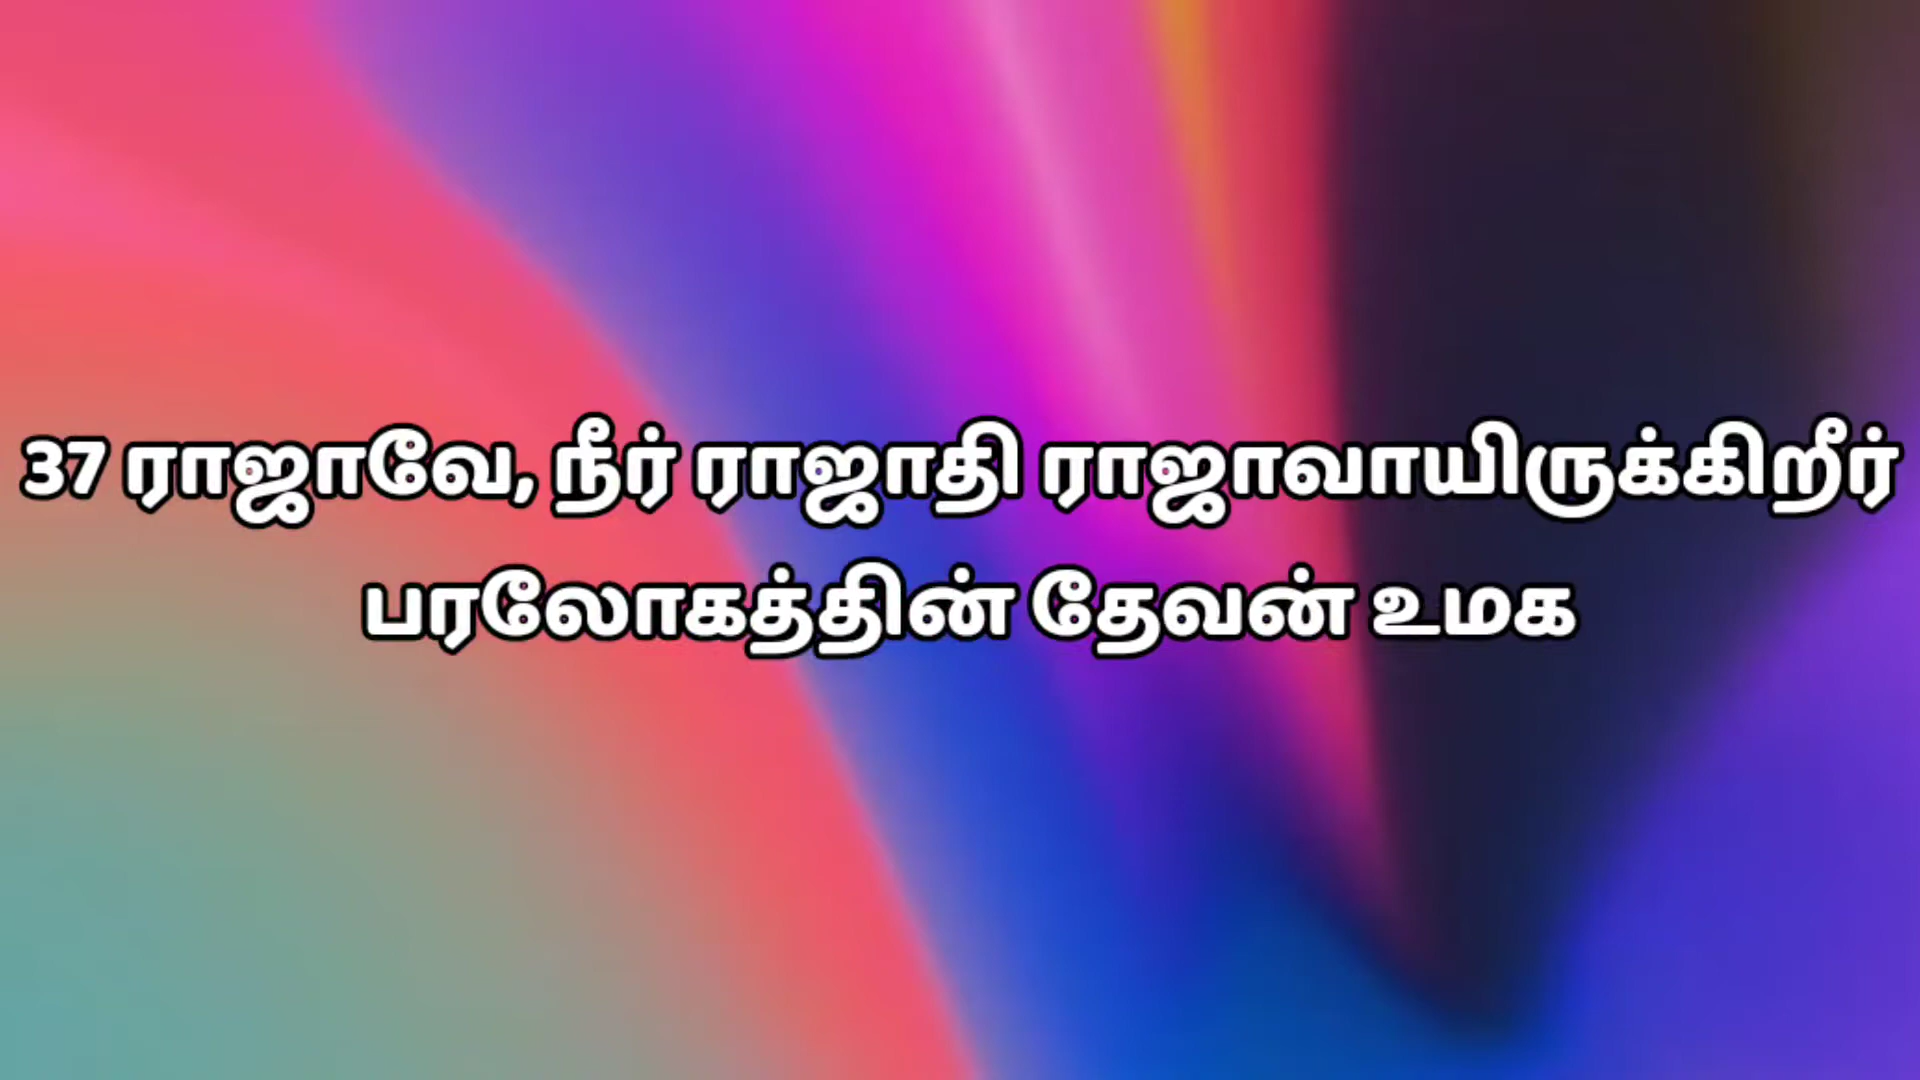 37 ராஜாவே, நீர் ராஜாதி ராஜாவாயிருக்கிறீர்
பரலோகத்தின் தேவன் உமக